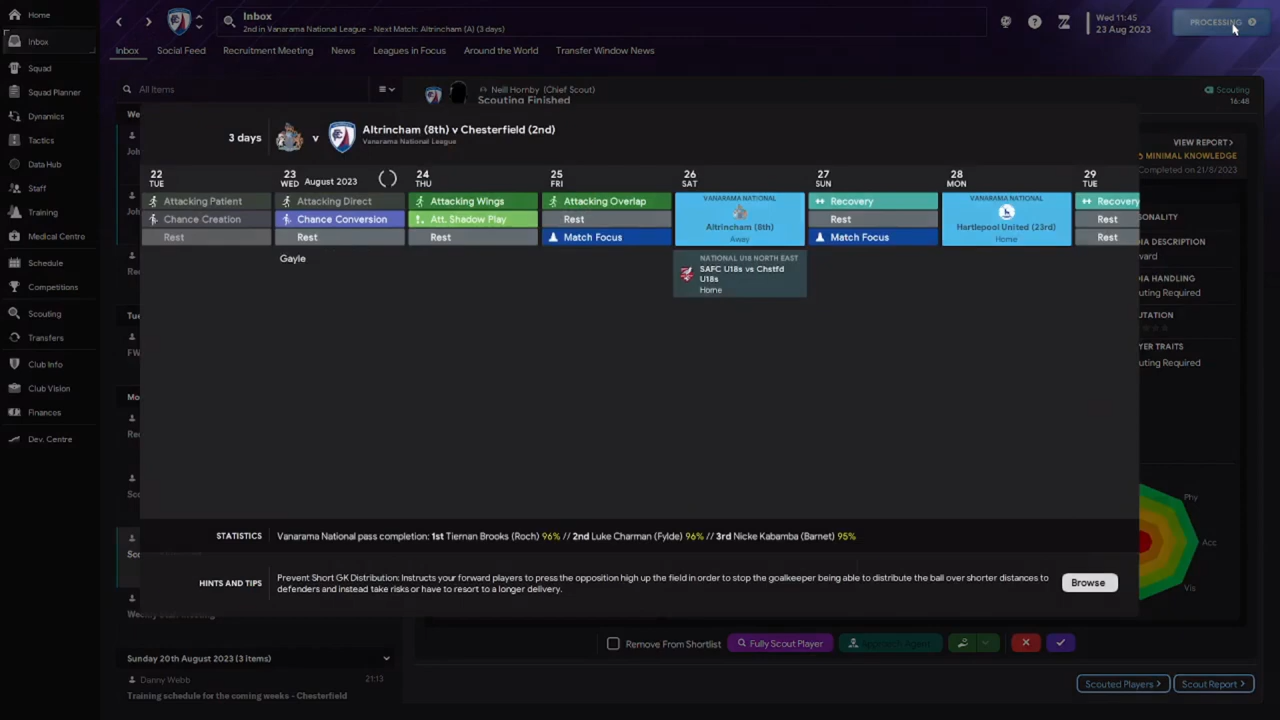 Home
Inbox
Squad
Squad Planner
Dynamics
Tactics
Data Hub
Staff
Training
Medical Centre
Schedule
Competitions
Scouting
Transfers
Club Info
Club Vision
Finances
Dev. Centre
Inbox
2nd in Vanarama National League - Next Match: Altrincham (A) (3 days)
Wed 11:45
23 Aug 2023
PROCESSING
Inbox
Social Feed
Recruitment Meeting
News
Leagues in Focus
Around the World
Transfer Window News
All Items
Neill Hornby (Chief Scout)
Scouting Finished
Scouting
16:48
3 days
v
Altrincham (8th) v Chesterfield (2nd)
Vanarama National League
VIEW REPORT>
MINIMAL KNOWLEDGE
Completed on 21/8/2023
22
TUE
23
WED August 2023
24
THU
25
FRI
26
SAT
27
SUN
28
MON
29
TUE
Attacking Patient
Chance Creation
Rest
Attacking Direct
Chance Conversion
Rest
Gayle
Attacking Wings
Att. Shadow Play
Rest
Attacking Overlap
Rest
Match Focus
VANARAMA NATIONAL
Altrincham (8th)
Away
NATIONAL U18 NORTH EAST
SAFC U18s vs Chstfd
U18s
Home
Recovery
Rest
Match Focus
VANARAMA NATIONAL
Hartlepool United (23rd)
Home
Recovery
Rest
Rest
Phy
Acc
Vis
STATISTICS
Vanarama National pass completion: 1st Tiernan Brooks (Roch) 96% // 2nd Luke Charman (Fylde) 96% // 3rd Nicke Kabamba (Barnet) 95%
HINTS AND TIPS
Prevent Short GK Distribution: Instructs your forward players to press the opposition high up the field in order to stop the goalkeeper being able to distribute the ball over shorter distances to
defenders and instead take risks or have to resort to a longer delivery.
Browse
Remove From Shortlist
Fully Scout Player
Sunday 20th August 2023 (3 items)
Danny Webb
21:13
Training schedule for the coming weeks - Chesterfield
Scouted Players >
Scout Report >